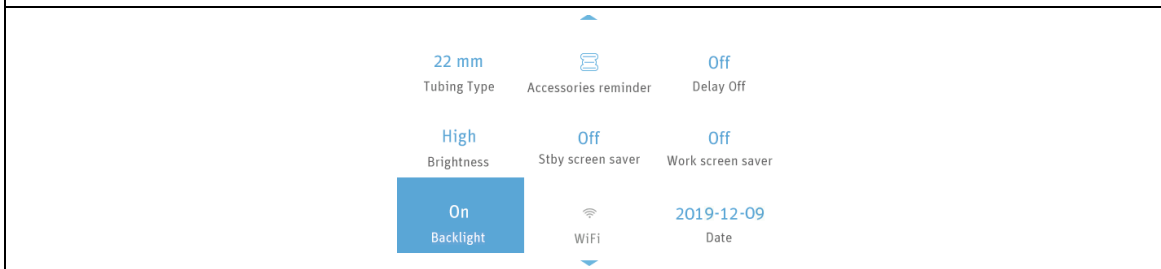 22 mm Off
Tubing Type Accessories reminder Delay Off
High Off Off
Brightness Stby screen saver Work screen saver
On 2019-12-09
Backlight WiFi Date